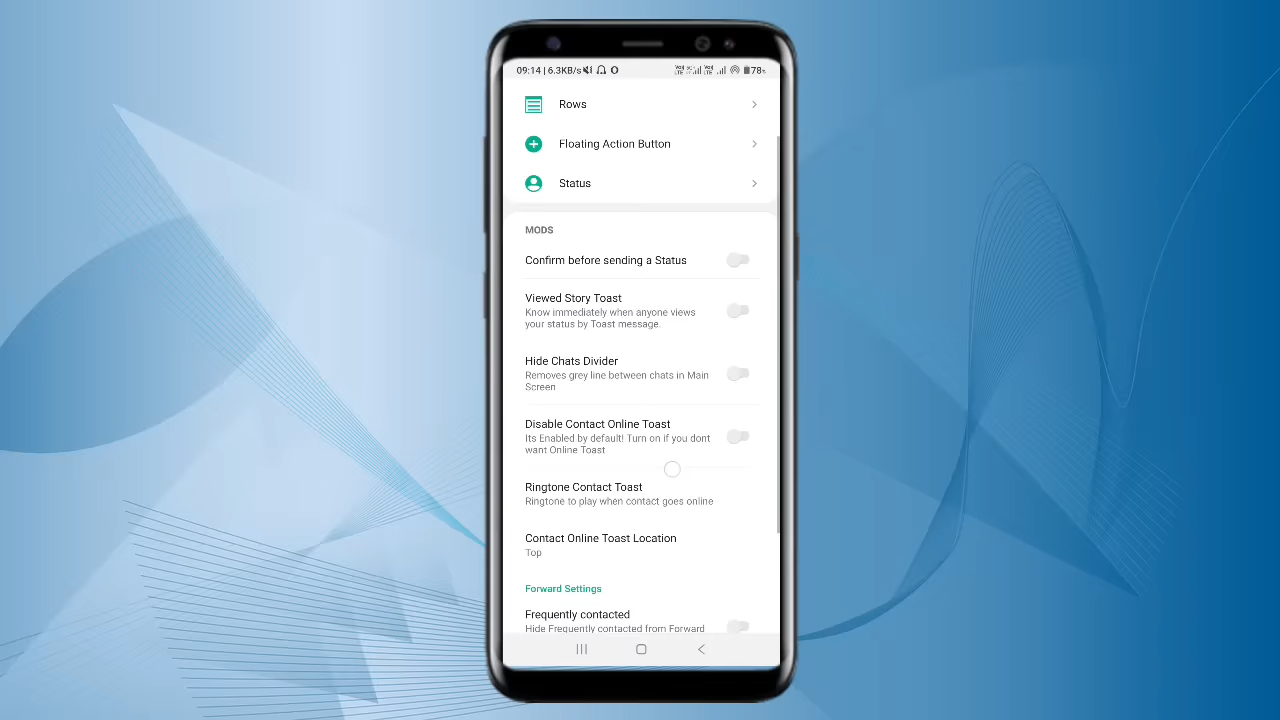 09:14 | 6.3KB/s
78%
Rows
Floating Action Button
Status
MODS
Confirm before sending a Status
Viewed Story Toast
Know immediately when anyone views
your status by Toast message.
Hide Chats Divider
Removes grey line between chats in Main
Screen
Disable Contact Online Toast
Its Enabled by default! Turn on if you dont
want Online Toast
Ringtone Contact Toast
Ringtone to play when contact goes online
Contact Online Toast Location
Top
Forward Settings
Frequently contacted
Hide Frequently contacted from Forward